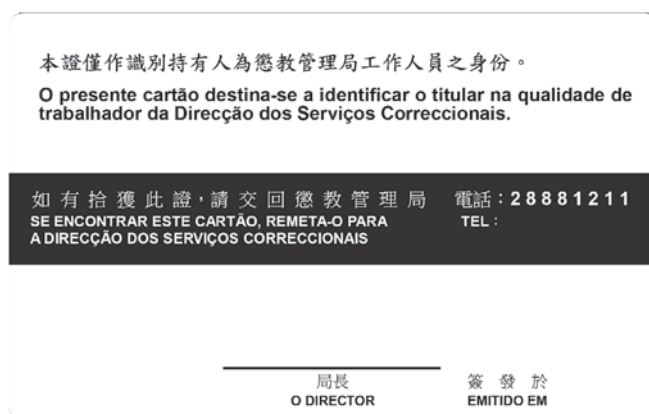 本證僅作識別持有人為懲教管理局工作人員之身份。
O presente cartão destina-se a identificar o titular na qualidade de
trabalhador da Direcção dos Serviços Correccionais.
如有拾獲此證，請交回懲教管理局 電話：28881211
SE ENCONTRAR ESTE CARTÃO, REMETA-O PARA TEL：
A DIRECÇÃO DOS SERVIÇOS CORRECCIONAIS
局長 簽發於
O DIRECTOR EMITIDO EM